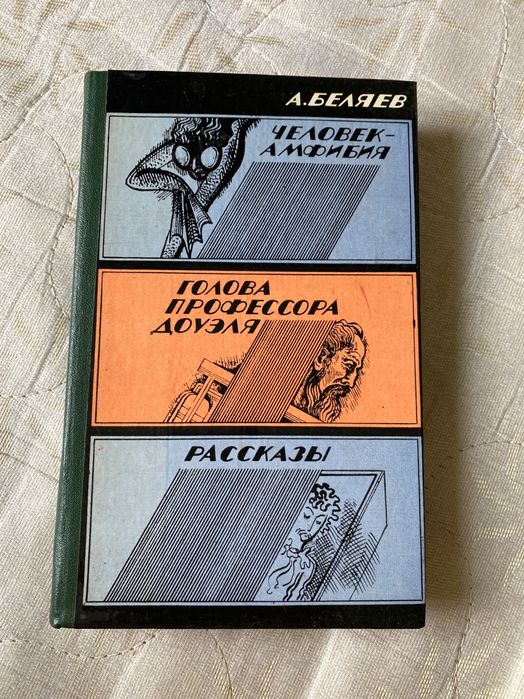 А. БЕЛЯЕВ
ЧЕЛОВЕК-
АМФИБИЯ
ГОЛОВА
ПРОФЕССОРА
ДОУЭЛЯ
РАССКАЗЫ